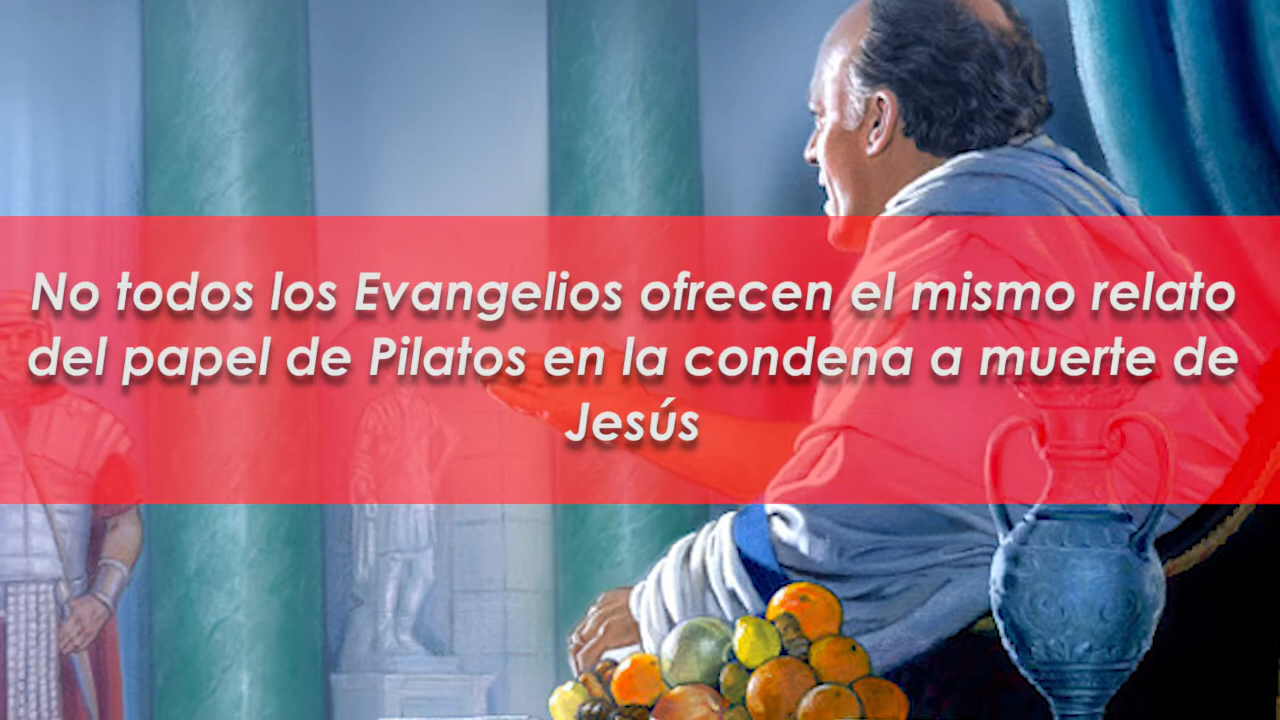 No todos los Evangelios ofrecen el mismo relato
del papel de Pilatos en la condena a muerte de
Jesús